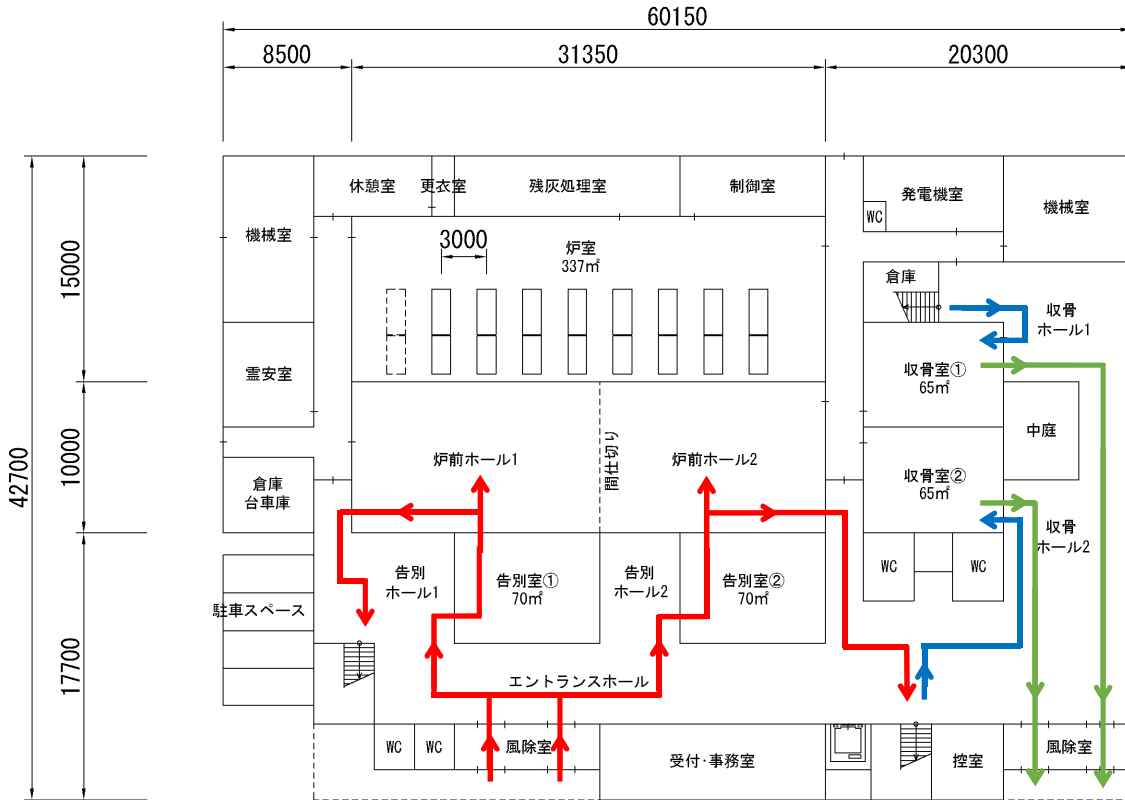 60150
8500
31350
20300
42700
15000
10000
17700
休憩室
更衣室
残灰処理室
制御室
発電機室
機械室
WC
機械室
3000
炉室
337㎡
倉庫
収骨
ホール1
霊安室
収骨室①
65㎡
中庭
間仕切り
炉前ホール1
炉前ホール2
倉庫
台車庫
収骨室②
65㎡
収骨
ホール2
告別
ホール1
告別室①
70㎡
告別
ホール2
告別室②
70㎡
WC
WC
駐車スペース
エントランスホール
WC
WC
風除室
受付・事務室
控室
風除室